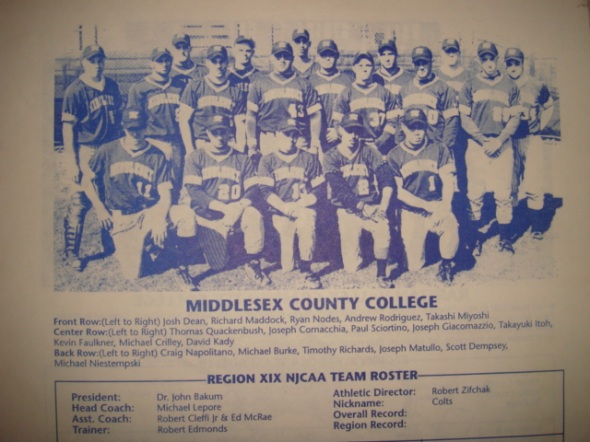 MIDDLESEX COUNTY COLLEGE
Front Row:(Left to Right) Josh Dean, Richard Maddock, Ryan Nodes, Andrew Rodriguez, Takashi Miyoshi
Center Row:(Left to Right) Thomas Quackenbush, Joseph Cornacchia, Paul Sciortino, Joseph Giacomazzio, Takayuki Itoh,
Kevin Faulkner, Michael Crilley, David Kady
Back Row:(Left to Right) Craig Napolitano, Michael Burke, Timothy Richards, Joseph Matullo, Scott Dempsey,
Michael Niestempski
REGION XIX NJCAA TEAM ROSTER
President: Dr. John Bakum
Head Coach: Michael Lepore
Asst. Coach: Robert Cleffi Jr & Ed McRae
Trainer: Robert Edmonds
Athletic Director: Robert Zifchak
Nickname: Colts
Overall Record:
Region Record: